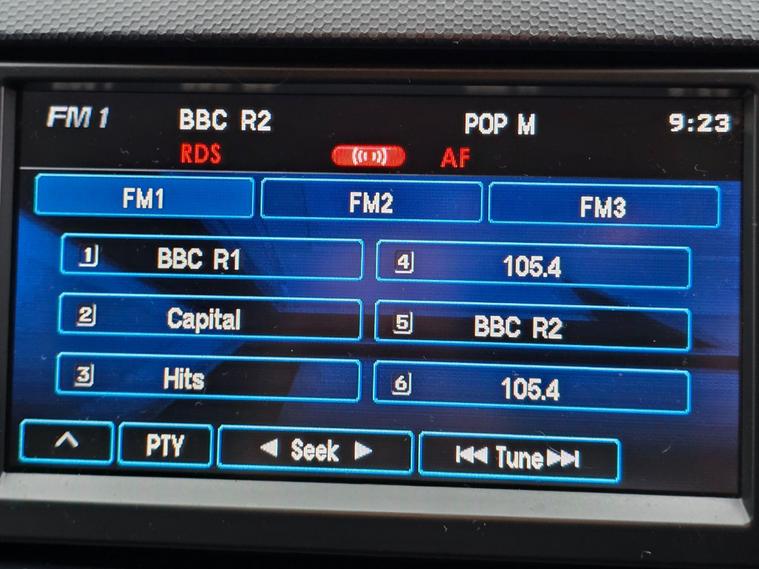 FM 1 BBC R2 POP M 9:23
RDS AF
FM1 FM2 FM3
1 BBC R1 4 105.4
2 Capital 5 BBC R2
3 Hits 6 105.4
PTY Seek Tune